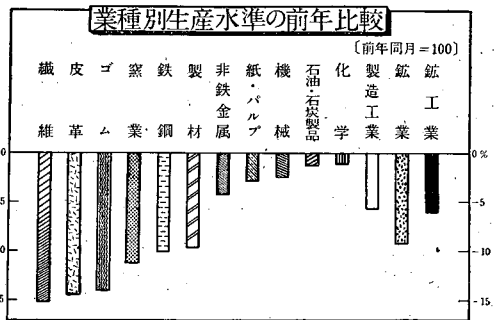 業種別生産水準の前年比較
〔前年同月=100〕
繊維
皮革
ゴム
窯業
鉄鋼
製材
非鉄金属
紙・パルプ
機械
石油・石炭製品
化学
製造工業
鉱業
鉱工業
0
5
0
5
0%
-5
-10
-15